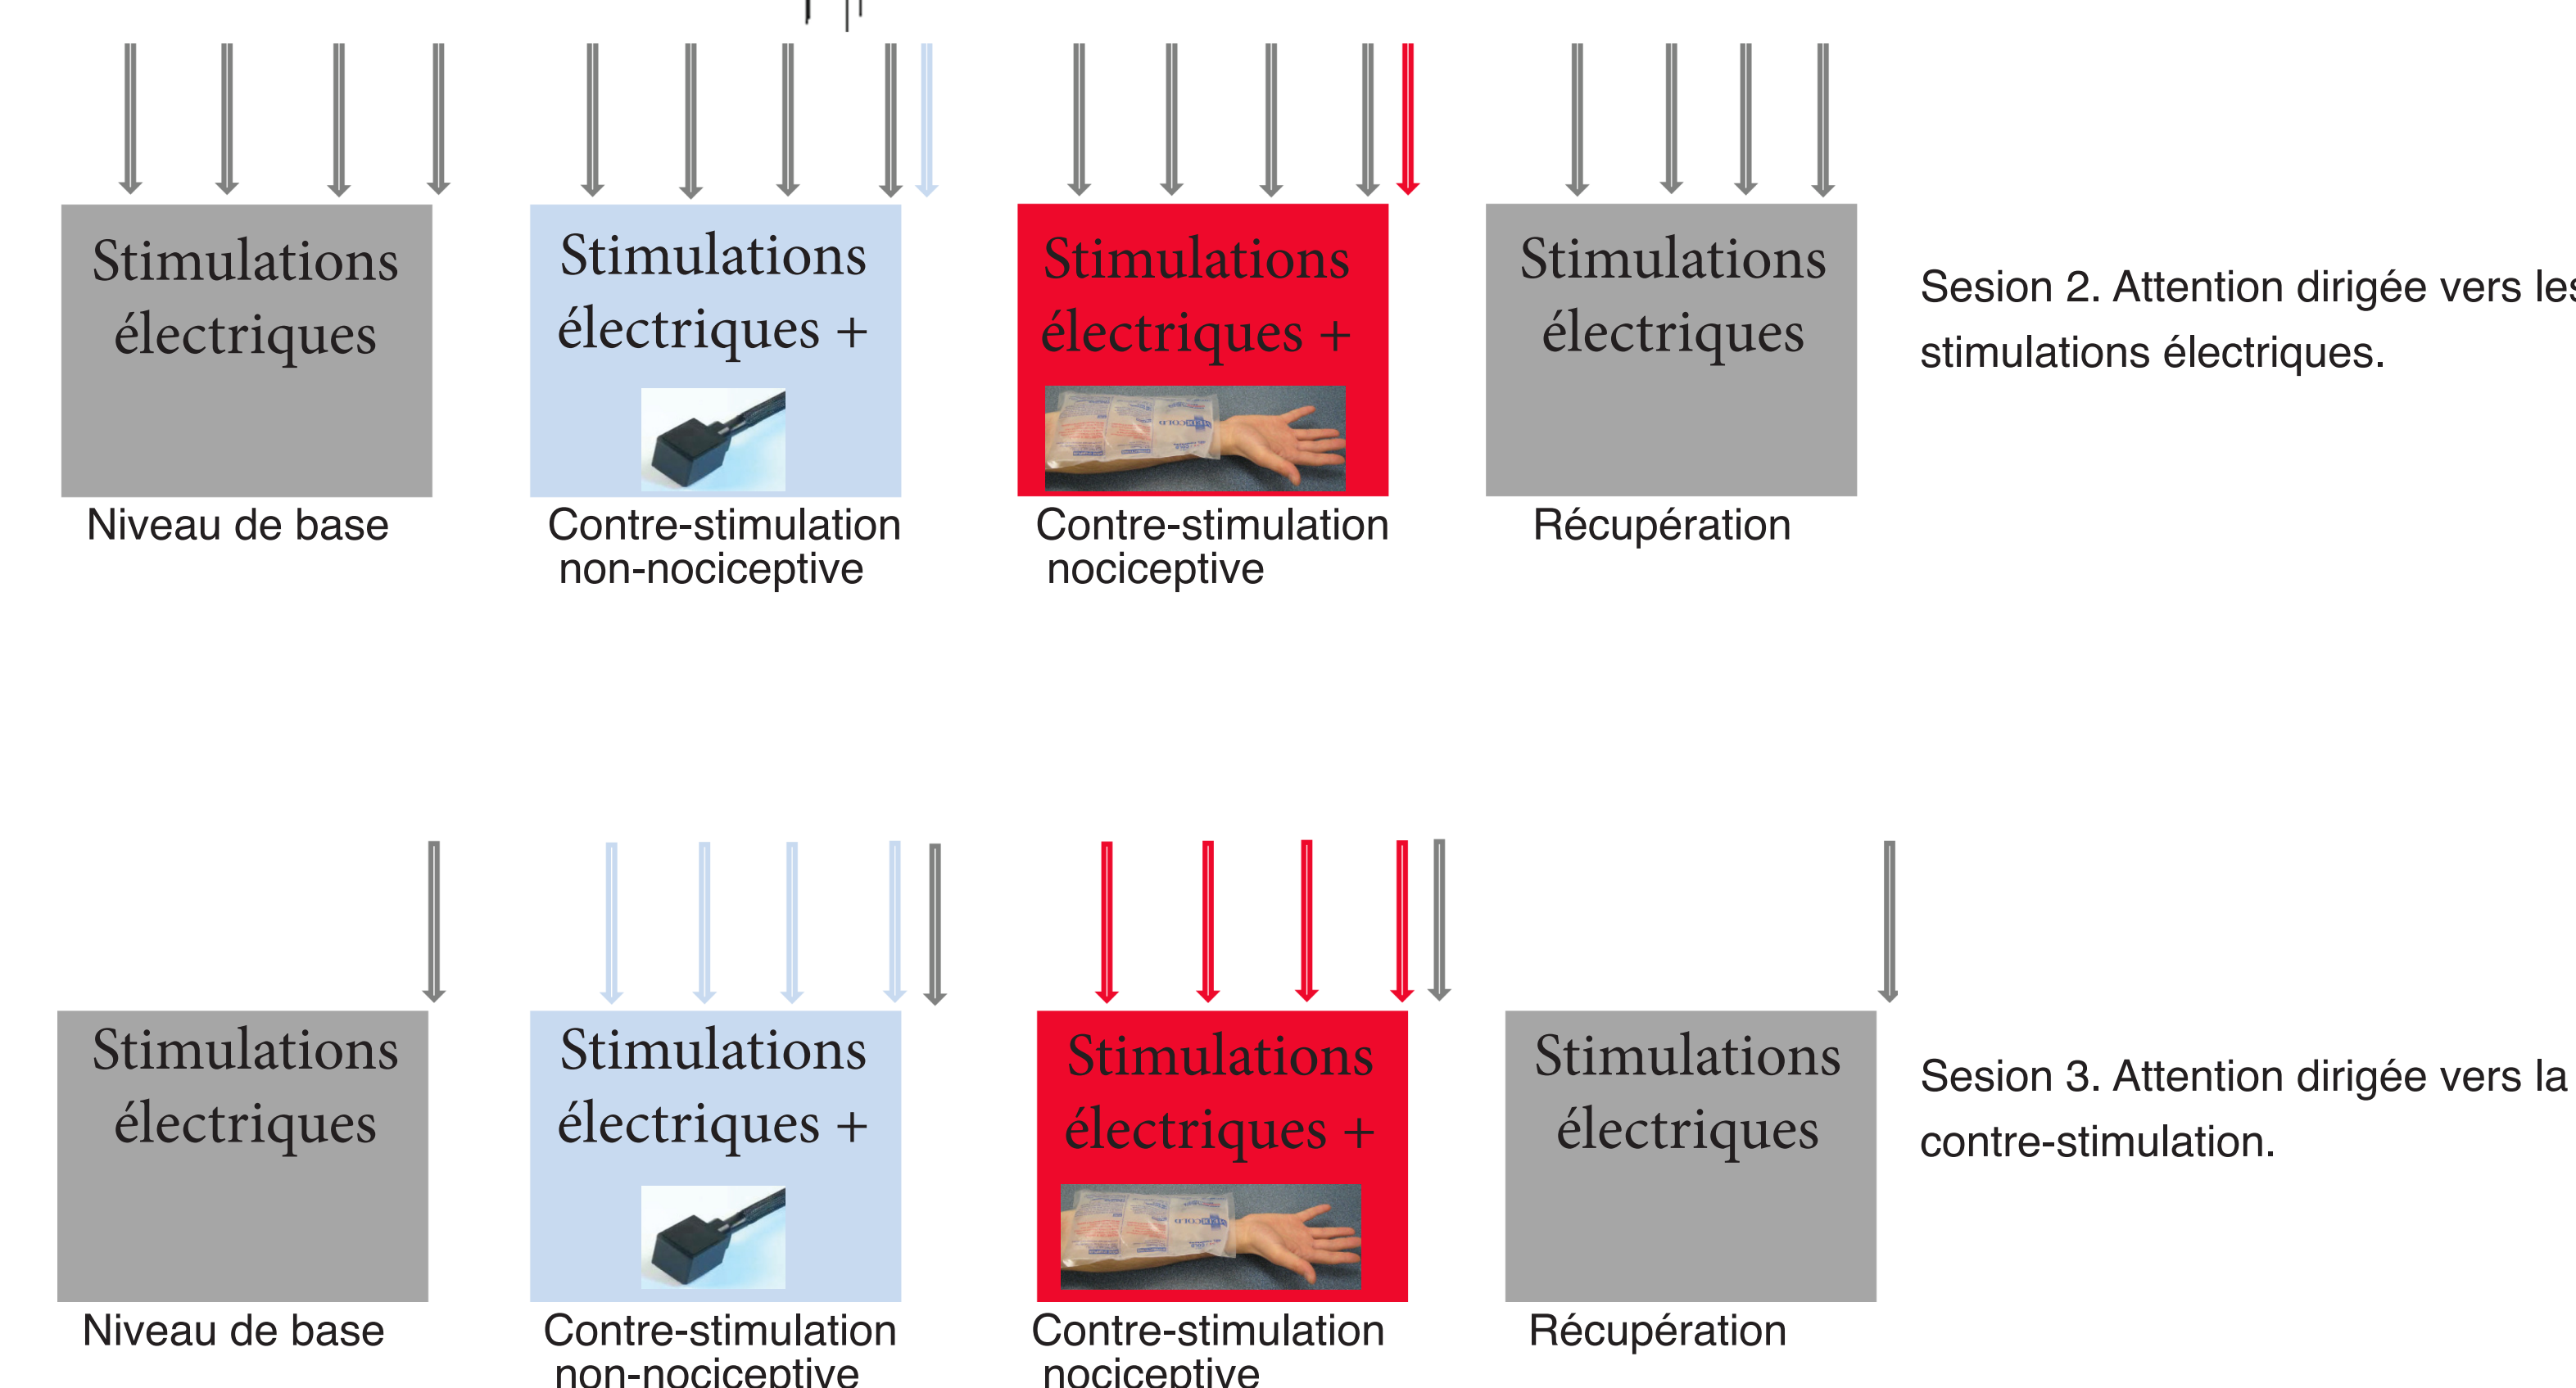 Stimulations
électriques
Stimulations
électriques +
Stimulations
électriques +
Stimulations
électriques
Sesion 2. Attention dirigée vers les
stimulations électriques.
Niveau de base
Contre-stimulation
non-nociceptive
Contre-stimulation
nociceptive
Récupération
Stimulations
électriques
Stimulations
électriques +
Stimulations
électriques +
Stimulations
électriques
Sesion 3. Attention dirigée vers la
contre-stimulation.
Niveau de base
Contre-stimulation
non-nociceptive
Contre-stimulation
nociceptive
Récupération